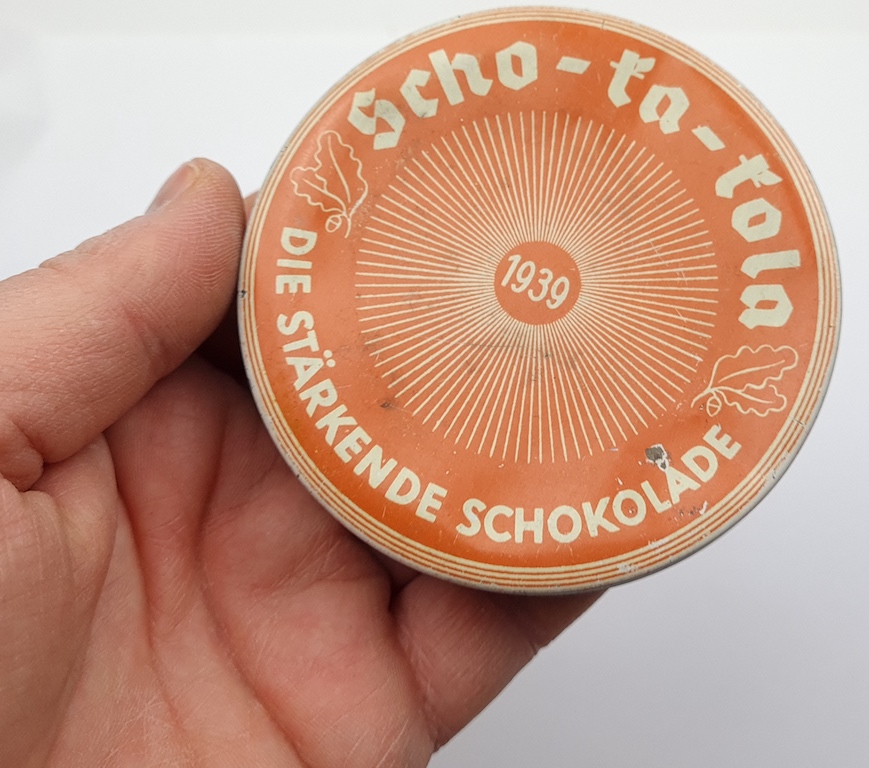 Scho-ka-kola
1939
DIE STÄRKENDE SCHOKOLADE